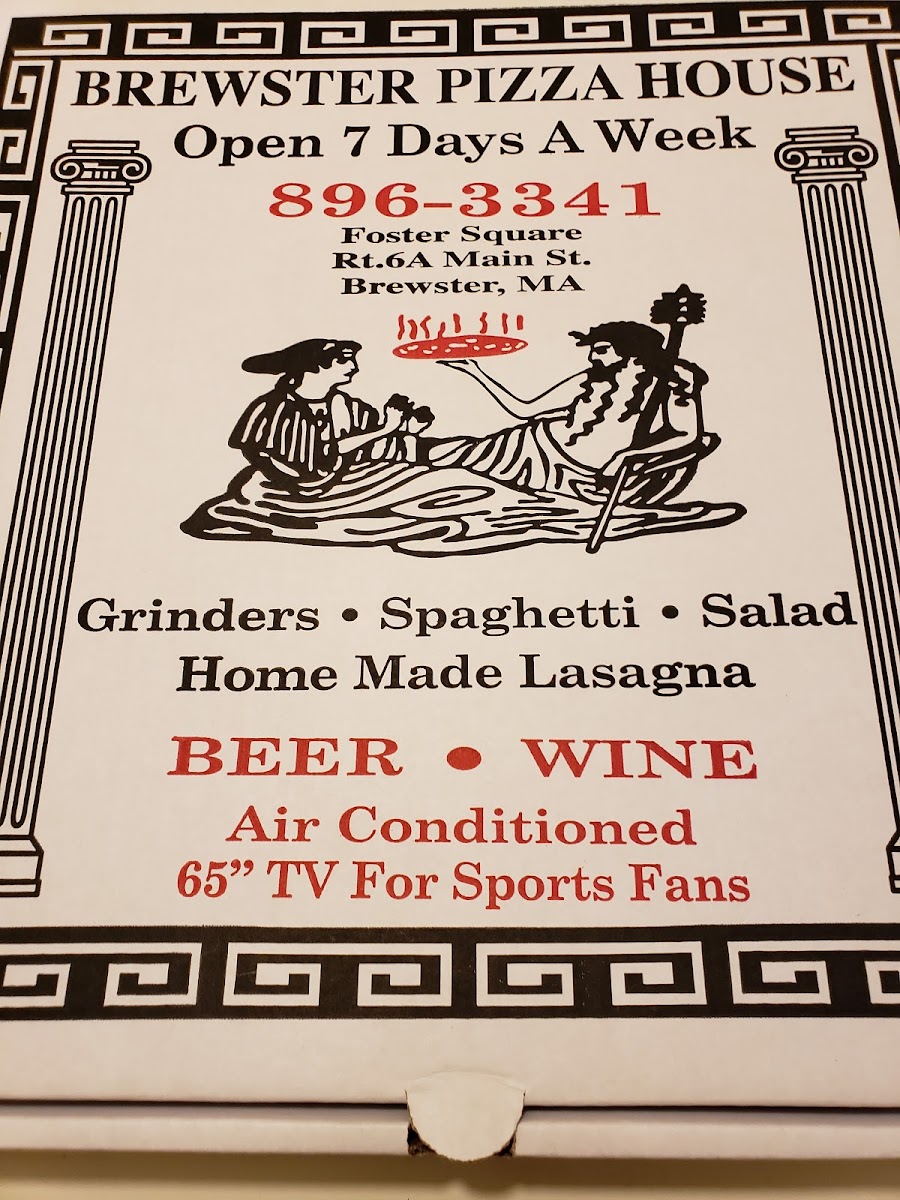 BREWSTER PIZZA HOUSE
Open 7 Days A Week
896-3341
Foster Square
Rt.6A Main St.
Brewster, MA
Grinders • Spaghetti • Salad
Home Made Lasagna
BEER • WINE
Air Conditioned
65” TV For Sports Fans